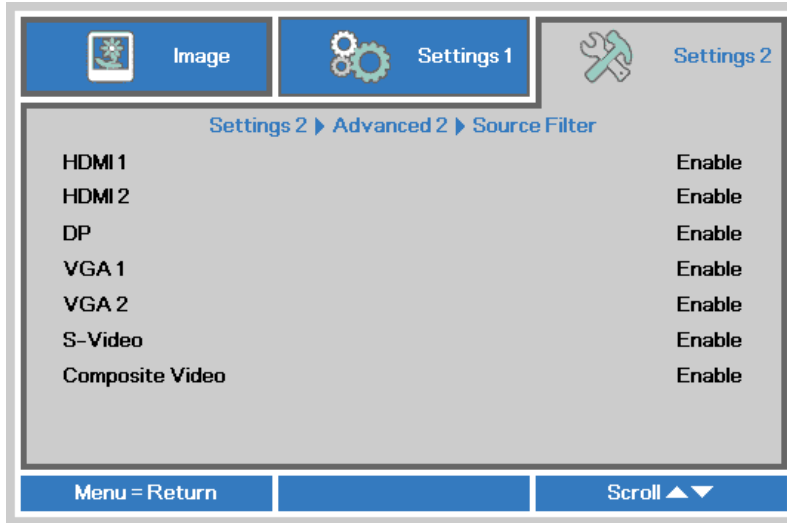 Image Settings 1 Settings 2
Settings 2 ▶ Advanced 2 ▶ Source Filter
HDMI 1 Enable
HDMI 2 Enable
DP Enable
VGA 1 Enable
VGA 2 Enable
S-Video Enable
Composite Video Enable
Menu = Return Scroll ▲▼